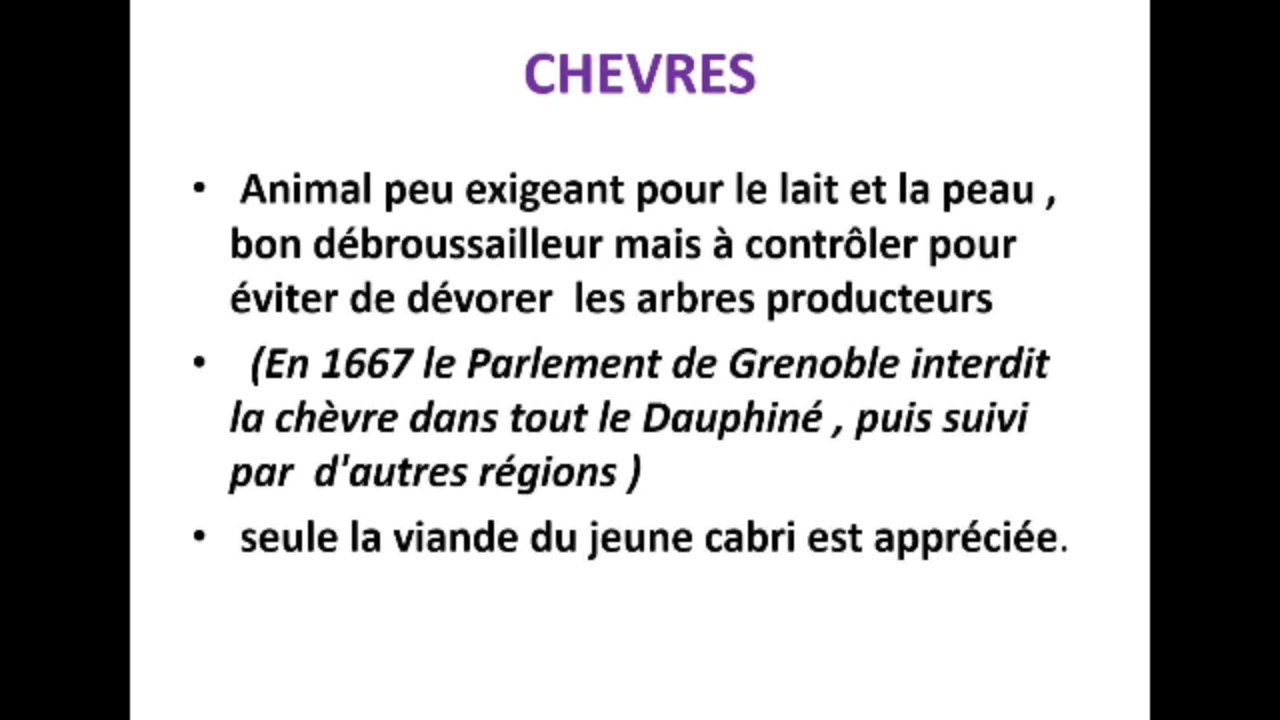 CHEVRES
• Animal peu exigeant pour le lait et la peau ,
bon débroussailleur mais à contrôler pour
éviter de dévorer les arbres producteurs
• (En 1667 le Parlement de Grenoble interdit
la chèvre dans tout le Dauphiné , puis suivi
par d'autres régions )
• seule la viande du jeune cabri est appréciée.